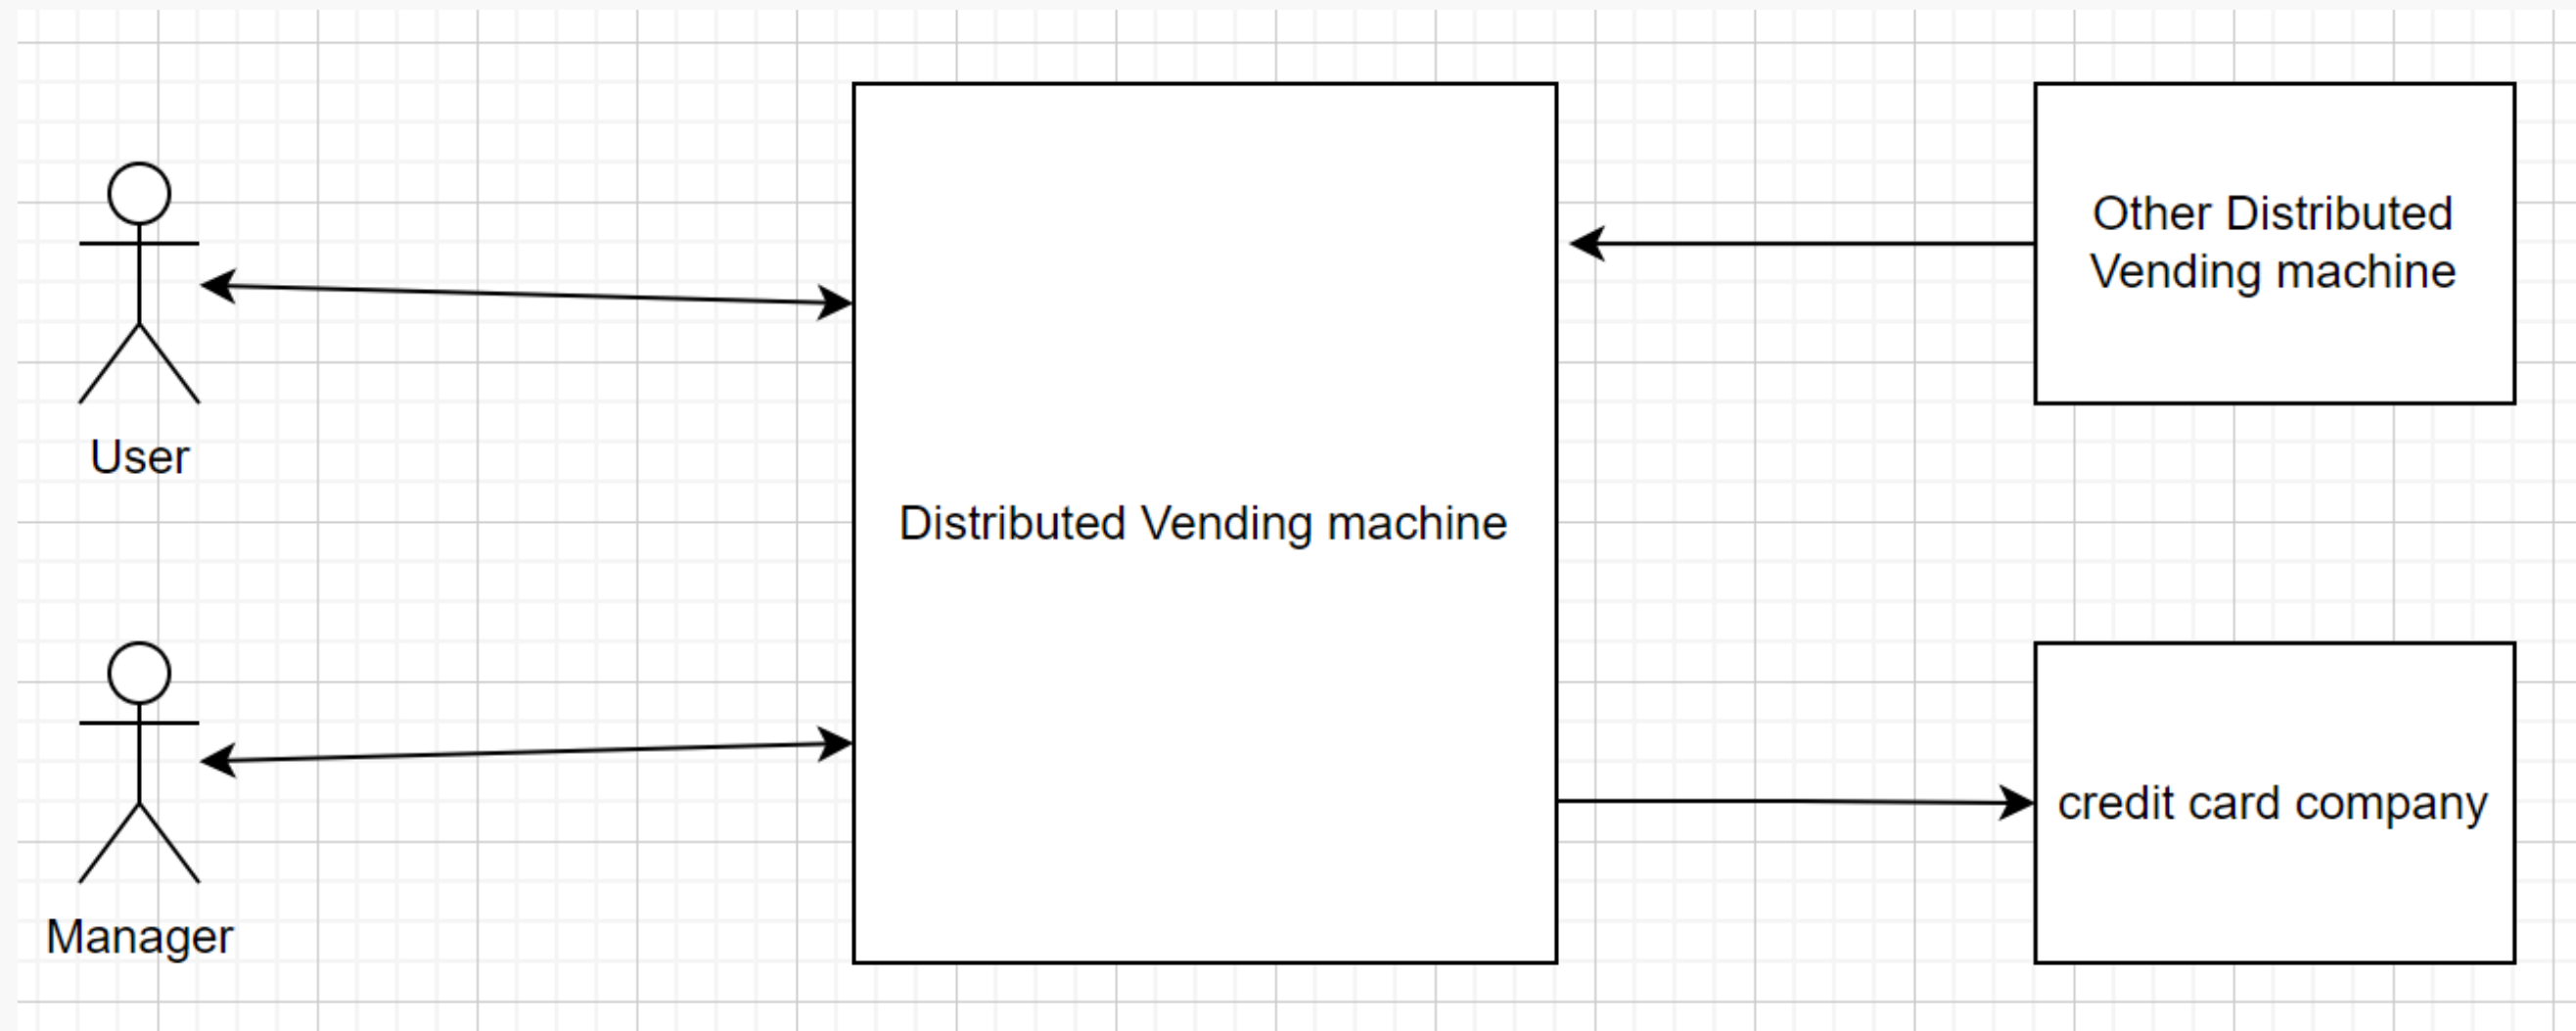 User
Manager
Distributed Vending machine
Other Distributed
Vending machine
credit card company